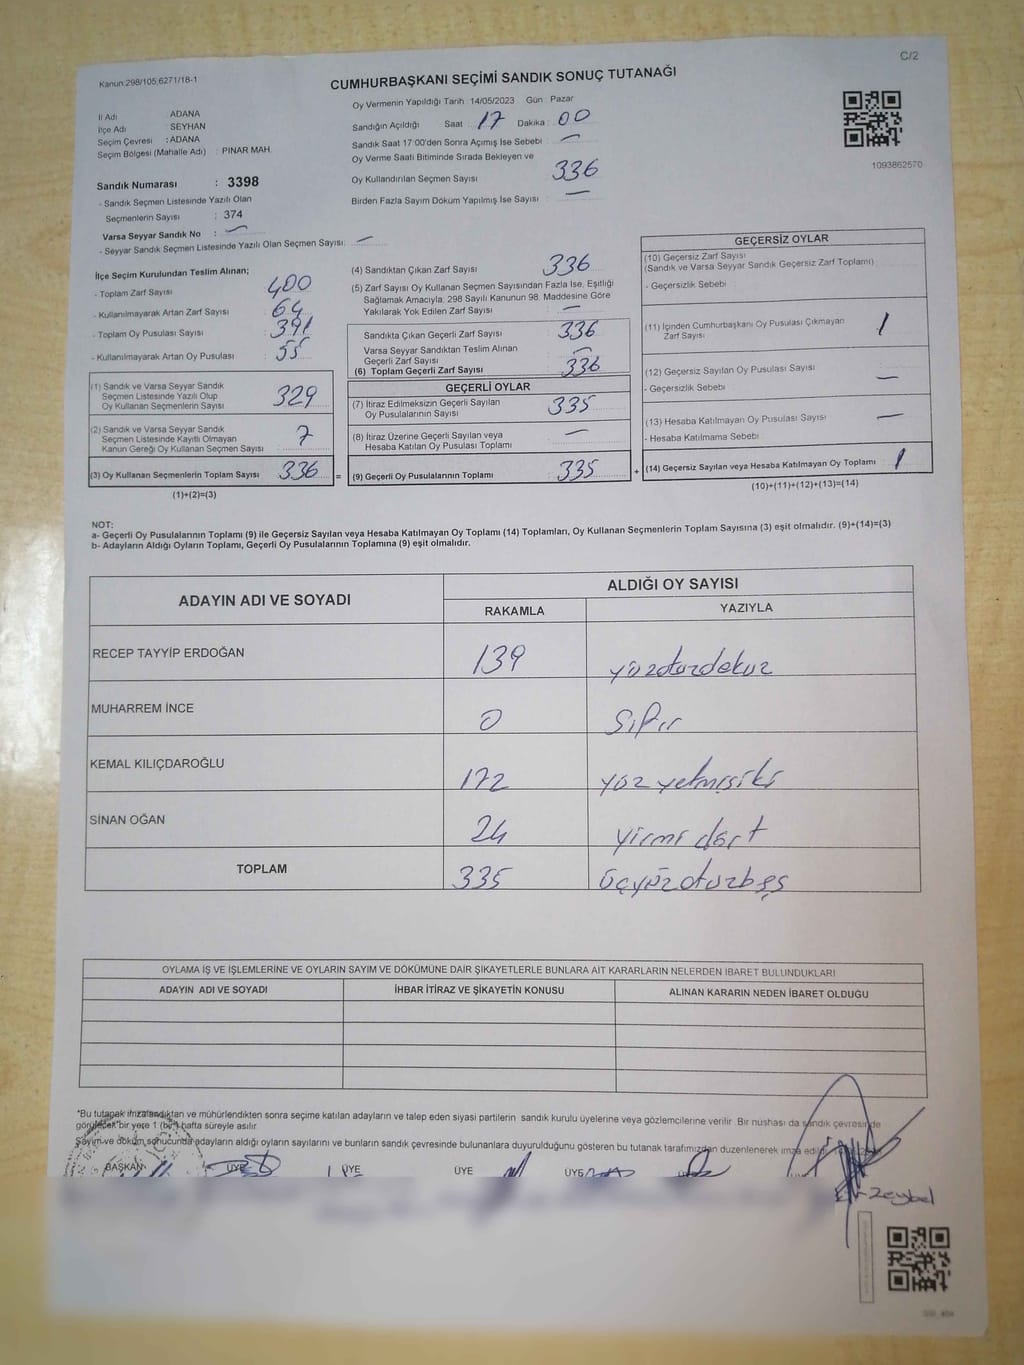 C/2
Kanun:298/105,6271/18-1
CUMHURBAŞKANI SEÇİMİ SANDIK SONUÇ TUTANAĞI
İl Adı : ADANA
İlçe Adı : SEYHAN
Seçim Çevresi : ADANA
Seçim Bölgesi (Mahalle Adı) : PINAR MAH.
Sandık Numarası : 3398
- Sandık Seçmen Listesinde Yazılı Olan
Seçmenlerin Sayısı : 374
Varsa Seyyar Sandık No : —
- Seyyar Sandık Seçmen Listesinde Yazılı Olan Seçmen Sayısı: —
Oy Vermenin Yapıldığı Tarih 14/05/2023 Gün Pazar
Sandığın Açıldığı Saat : 17 Dakika : 00
Sandık Saat 17:00'den Sonra Açımış İse Sebebi : —
Oy Verme Saati Bitiminde Sırada Bekleyen ve
Oy Kullandırılan Seçmen Sayısı : 336
Birden Fazla Sayım Döküm Yapılmış İse Sayısı : —
1093862570
İlçe Seçim Kurulundan Teslim Alınan;
- Toplam Zarf Sayısı : 400
- Kullanılmayarak Artan Zarf Sayısı : 64
- Toplam Oy Pusulası Sayısı : 391
- Kullanılmayarak Artan Oy Pusulası : 55
(1) Sandık ve Varsa Seyyar Sandık
Seçmen Listesinde Yazılı Olup
Oy Kullanan Seçmenlerin Sayısı : 329
(2) Sandık ve Varsa Seyyar Sandık
Seçmen Listesinde Kayıtlı Olmayan
Kanun Gereği Oy Kullanan Seçmen Sayısı : 7
(3) Oy Kullanan Seçmenlerin Toplam Sayısı : 336 =
(1)+(2)=(3)
(4) Sandıktan Çıkan Zarf Sayısı : 336
(5) Zarf Sayısı Oy Kullanan Seçmen Sayısından Fazla İse, Eşitliği
Sağlamak Amacıyla; 298 Sayılı Kanunun 98. Maddesine Göre
Yakılarak Yok Edilen Zarf Sayısı : —
Sandıkta Çıkan Geçerli Zarf Sayısı : 336
Varsa Seyyar Sandıktan Teslim Alınan
Geçerli Zarf Sayısı : —
(6) Toplam Geçerli Zarf Sayısı : 336
GEÇERLİ OYLAR
(7) İtiraz Edilmeksizin Geçerli Sayılan
Oy Pusulalarının Sayısı : 335
(8) İtiraz Üzerine Geçerli Sayılan veya
Hesaba Katılan Oy Pusulası Toplamı : —
(9) Geçerli Oy Pusulalarının Toplamı : 335 +
GEÇERSİZ OYLAR
(10) Geçersiz Zarf Sayısı
(Sandık ve Varsa Seyyar Sandık Geçersiz Zarf Toplamı) :
- Geçersizlik Sebebi :
(11) İçinden Cumhurbaşkanı Oy Pusulası Çıkmayan
Zarf Sayısı : 1
(12) Geçersiz Sayılan Oy Pusulası Sayısı : —
- Geçersizlik Sebebi :
(13) Hesaba Katılmayan Oy Pusulası Sayısı : —
- Hesaba Katılmama Sebebi :
(14) Geçersiz Sayılan veya Hesaba Katılmayan Oy Toplamı : 1
(10)+(11)+(12)+(13)=(14)
NOT:
a- Geçerli Oy Pusulalarının Toplamı (9) ile Geçersiz Sayılan veya Hesaba Katılmayan Oy Toplamı (14) Toplamları, Oy Kullanan Seçmenlerin Toplam Sayısına (3) eşit olmalıdır. (9)+(14)=(3)
b- Adayların Aldığı Oyların Toplamı, Geçerli Oy Pusulalarının Toplamına (9) eşit olmalıdır.
ADAYIN ADI VE SOYADI
ALDIĞI OY SAYISI
RAKAMLA YAZIYLA
RECEP TAYYİP ERDOĞAN 139 yüzotuzdokuz
MUHARREM İNCE 0 Sıfır
KEMAL KILIÇDAROĞLU 172 yüz yetmişiki
SİNAN OĞAN 24 yirmi dört
TOPLAM 335 üçyüzotuzbeş
OYLAMA İŞ VE İŞLEMLERİNE VE OYLARIN SAYIM VE DÖKÜMÜNE DAİR ŞİKAYETLERLE BUNLARA AİT KARARLARIN NELERDEN İBARET BULUNDUKLARI
ADAYIN ADI VE SOYADI İHBAR İTİRAZ VE ŞİKAYETİN KONUSU ALINAN KARARIN NEDEN İBARET OLDUĞU
*Bu tutanak imzalandıktan ve mühürlendikten sonra seçime katılan adayların ve talep eden siyasi partilerin sandık kurulu üyelerine veya gözlemcilerine verilir. Bir nüshası da sandık çevresinde
görülecek bir yere 1 (bir) hafta süreyle asılır.
Sayım ve döküm sonucunda adayların aldığı oyların sayılarını ve bunların sandık çevresinde bulunanlara duyurulduğunu gösteren bu tutanak tarafımızdan düzenlenerek imza edildi.
BAŞKAN ÜYE ÜYE ÜYE ÜYE
Zeybel